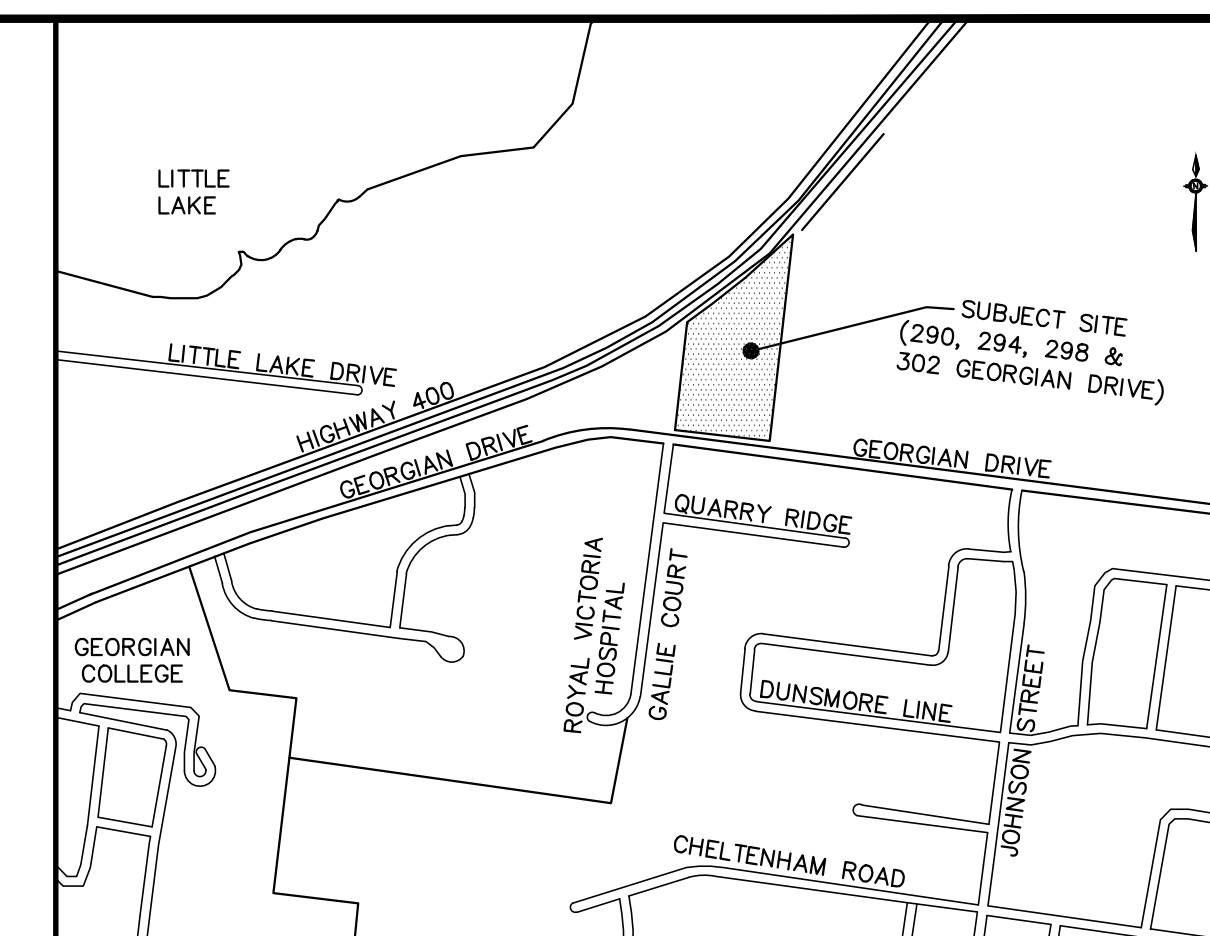 LITTLE
LAKE
N
SUBJECT SITE
(290, 294, 298 &
302 GEORGIAN DRIVE)
LITTLE LAKE DRIVE
HIGHWAY 400
GEORGIAN DRIVE
GEORGIAN DRIVE
QUARRY RIDGE
ROYAL VICTORIA
HOSPITAL
GALLIE COURT
GEORGIAN
COLLEGE
DUNSMORE LINE
JOHNSON STREET
CHELTENHAM ROAD